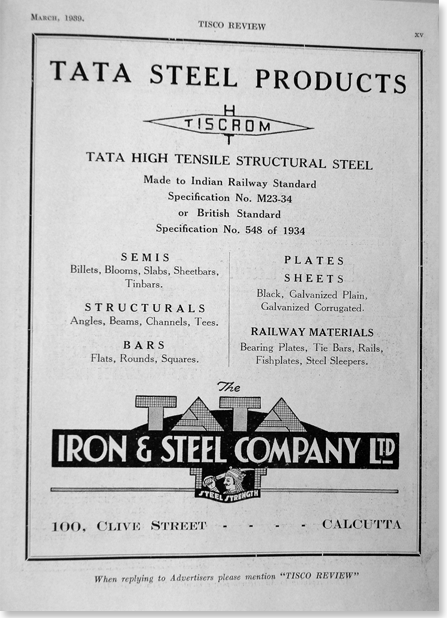 MARCH, 1939.
TISCO REVIEW
xv
TATA STEEL PRODUCTS
H
TISCROM
T
TATA HIGH TENSILE STRUCTURAL STEEL
Made to Indian Railway Standard
Specification No. M23-34
or British Standard
Specification No. 548 of 1934
SEMIS
Billets, Blooms, Slabs, Sheetbars,
Tinbars.
STRUCTURALS
Angles, Beams, Channels, Tees.
BARS
Flats, Rounds, Squares.
PLATES
SHEETS
Black, Galvanized Plain,
Galvanized Corrugated.
RAILWAY MATERIALS
Bearing Plates, Tie Bars, Rails,
Fishplates, Steel Sleepers.
The
TATA
IRON & STEEL COMPANY LTD
T
STEEL STRENGTH
100, CLIVE STREET - - - - CALCUTTA
When replying to Advertisers please mention "TISCO REVIEW"